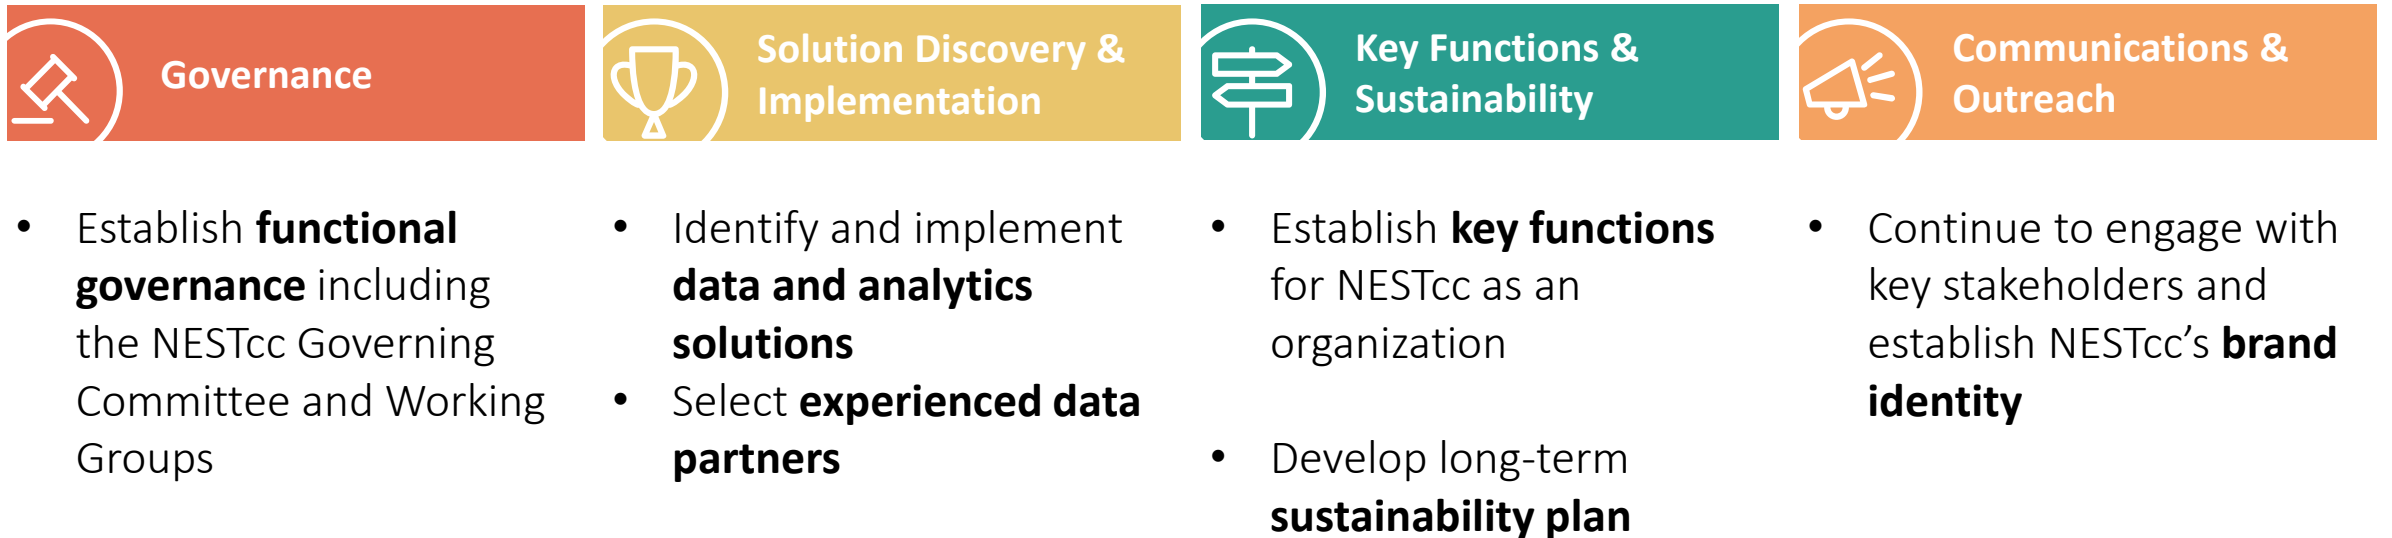 Governance
• Establish functional
governance including
the NESTcc Governing
Committee and Working
Groups
Solution Discovery &
Implementation
• Identify and implement
data and analytics
solutions
• Select experienced data
partners
Key Functions &
Sustainability
• Establish key functions
for NESTcc as an
organization
• Develop long-term
sustainability plan
Communications &
Outreach
• Continue to engage with
key stakeholders and
establish NESTcc’s brand
identity